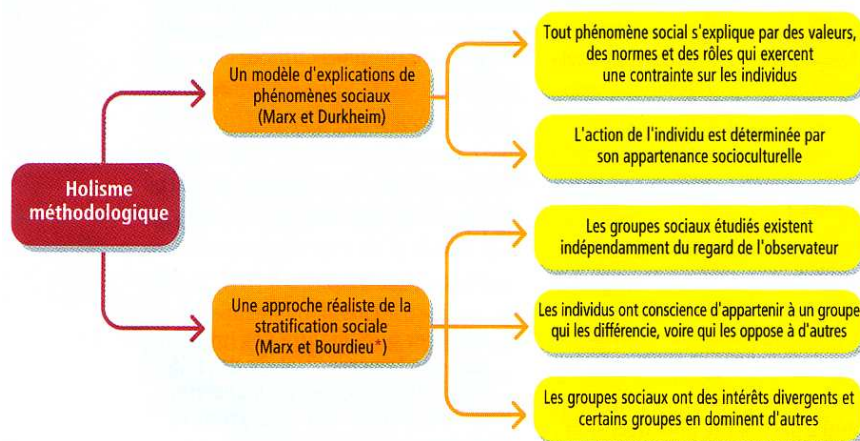 Holisme
méthodologique
Un modèle d'explications de
phénomènes sociaux
(Marx et Durkheim)
Tout phénomène social s'explique par des valeurs,
des normes et des rôles qui exercent
une contrainte sur les individus
L'action de l'individu est déterminée par
son appartenance socioculturelle
Une approche réaliste de la
stratification sociale
(Marx et Bourdieu*)
Les groupes sociaux étudiés existent
indépendamment du regard de l'observateur
Les individus ont conscience d'appartenir à un groupe
qui les différencie, voire qui les oppose à d'autres
Les groupes sociaux ont des intérêts divergents et
certains groupes en dominent d'autres